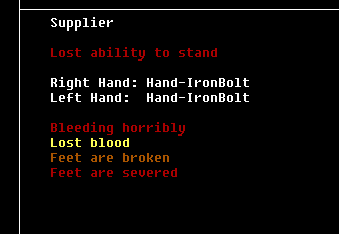 Supplier
Lost ability to stand
Right Hand: Hand-IronBolt
Left Hand:  Hand-IronBolt
Bleeding horribly
Lost blood
Feet are broken
Feet are severed